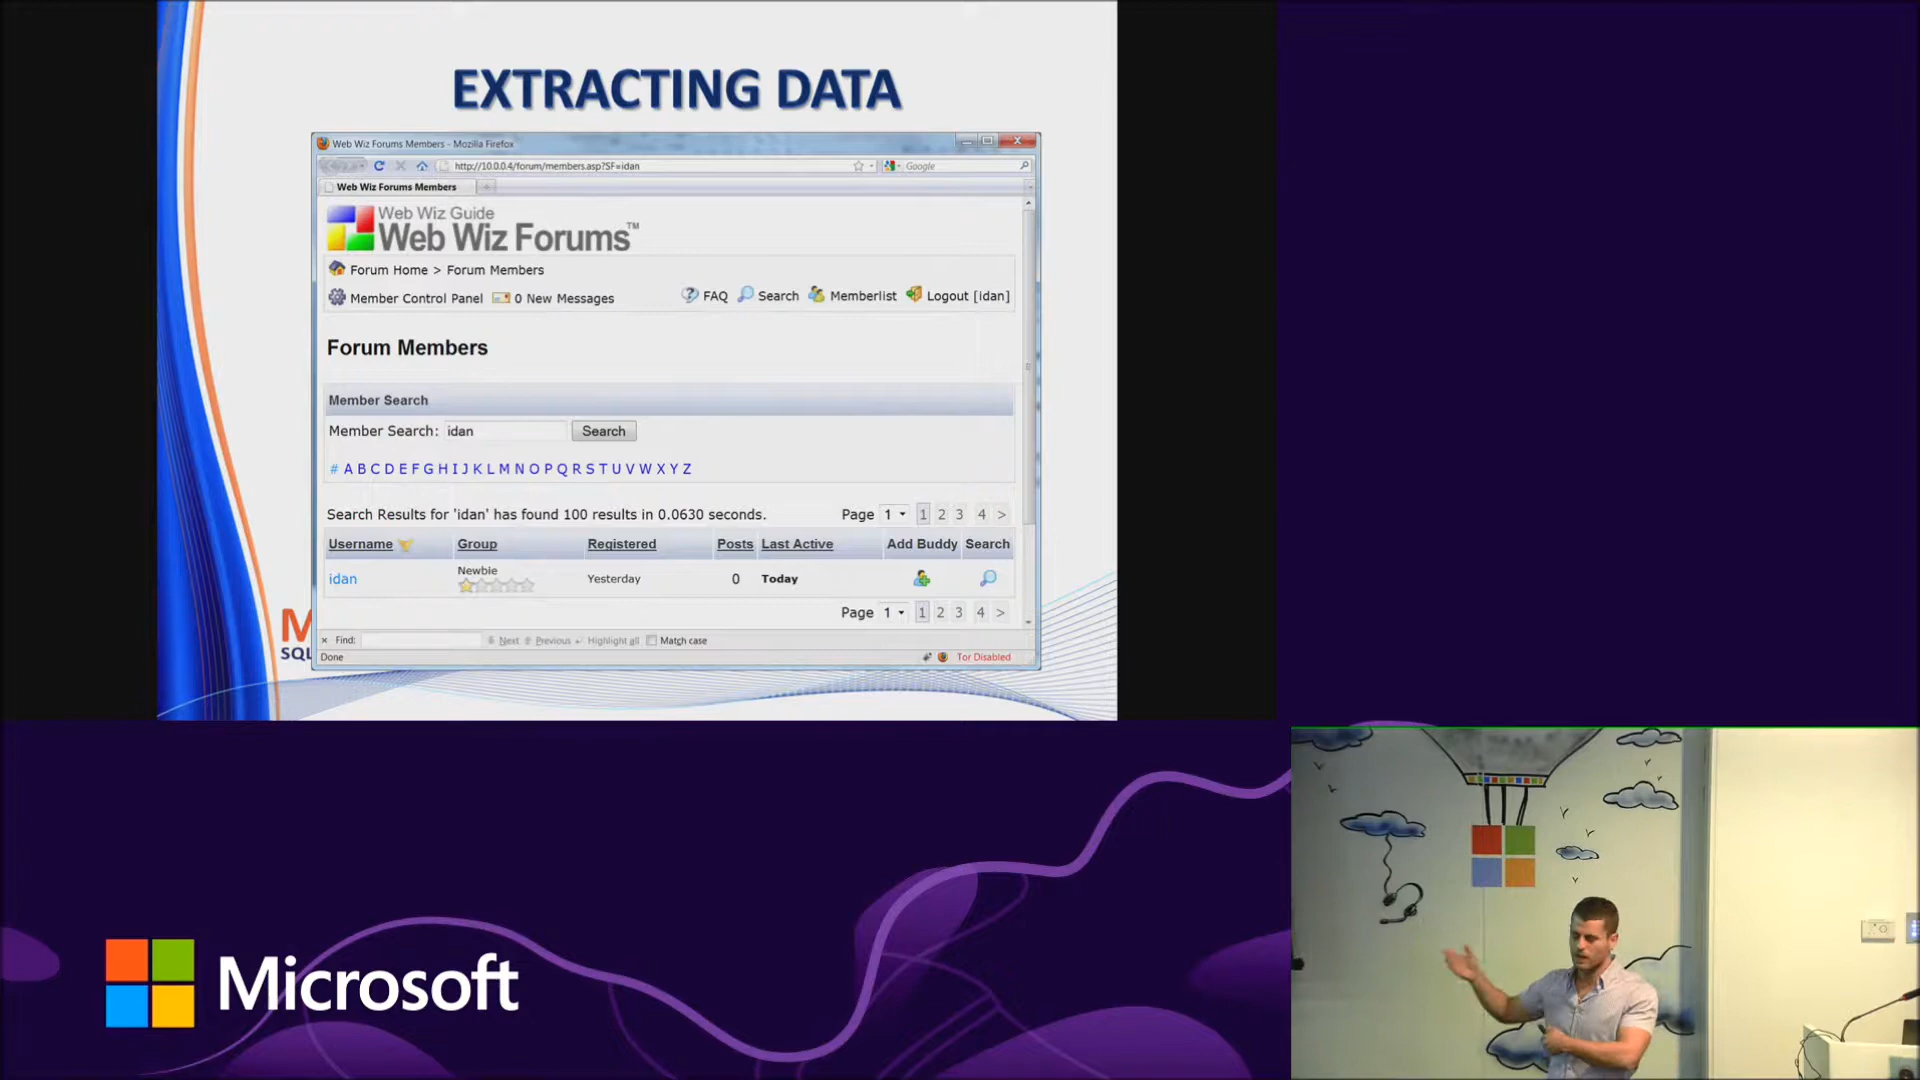 EXTRACTING DATA
Web Wiz Forums Members - Mozilla Firefox
http://10.0.0.4/forum/members.asp?SF=idan
Google
Web Wiz Forums Members
Web Wiz Guide
Web Wiz Forums™
Forum Home > Forum Members
Member Control Panel 0 New Messages
FAQ Search Memberlist Logout [idan]
Forum Members
Member Search
Member Search: idan Search
# A B C D E F G H I J K L M N O P Q R S T U V W X Y Z
Search Results for 'idan' has found 100 results in 0.0630 seconds. Page 1 1 2 3 4 >
Username Group Registered Posts Last Active Add Buddy Search
idan Newbie Yesterday 0 Today
Page 1 1 2 3 4 >
M
SQL
Find: Next Previous Highlight all Match case
Done Tor Disabled
Microsoft